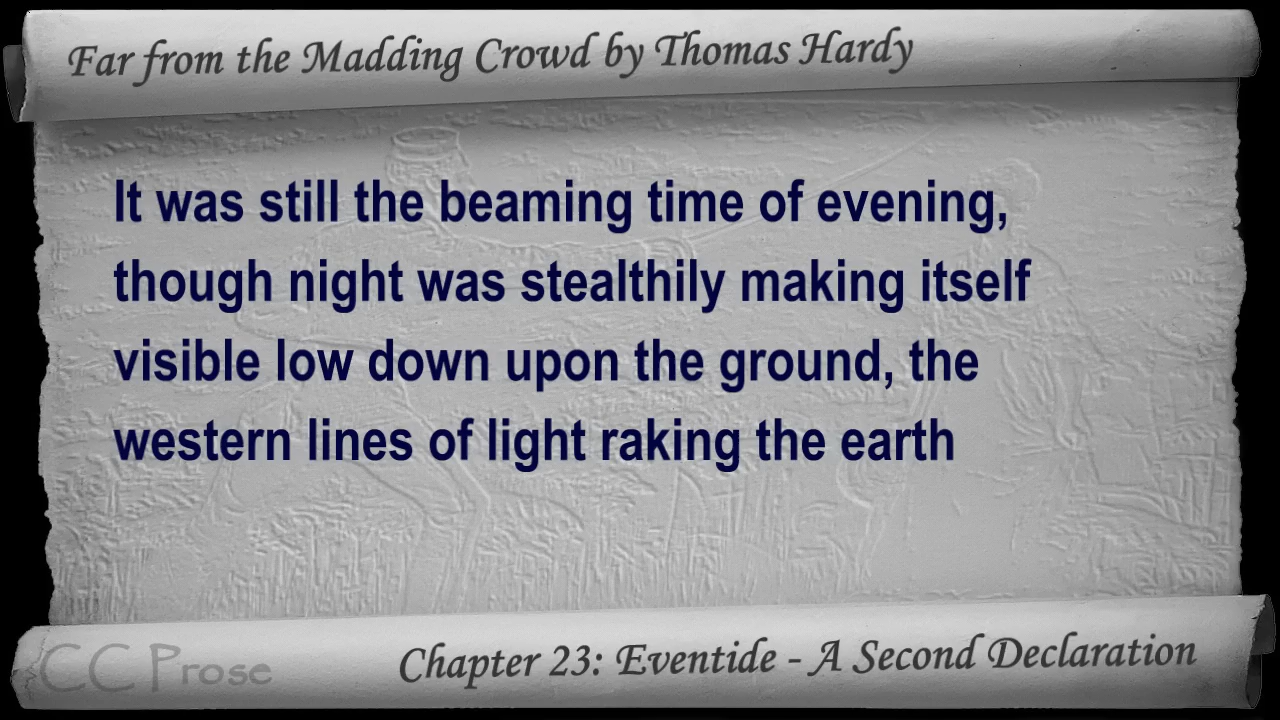 Far from the Madding Crowd by Thomas Hardy
It was still the beaming time of evening,
though night was stealthily making itself
visible low down upon the ground, the
western lines of light raking the earth
CC Prose
Chapter 23: Eventide - A Second Declaration